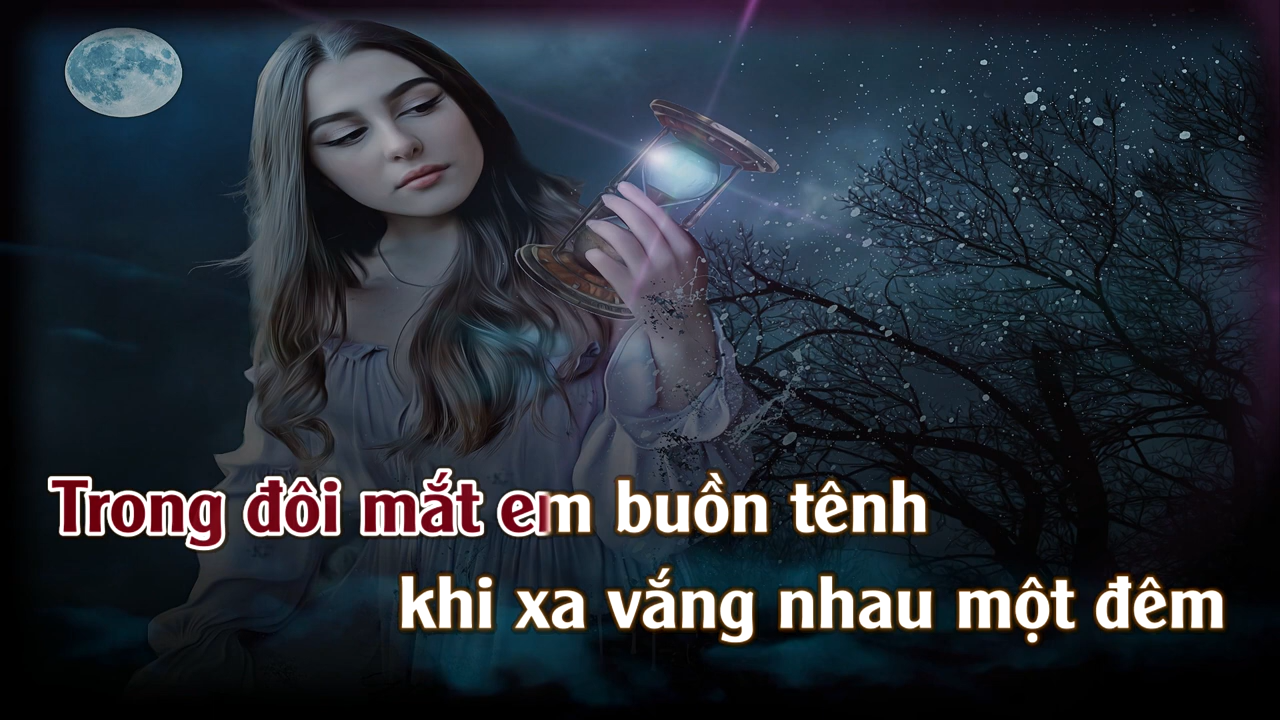 Trong đôi mắt em buồn tênh
khi xa vắng nhau một đêm